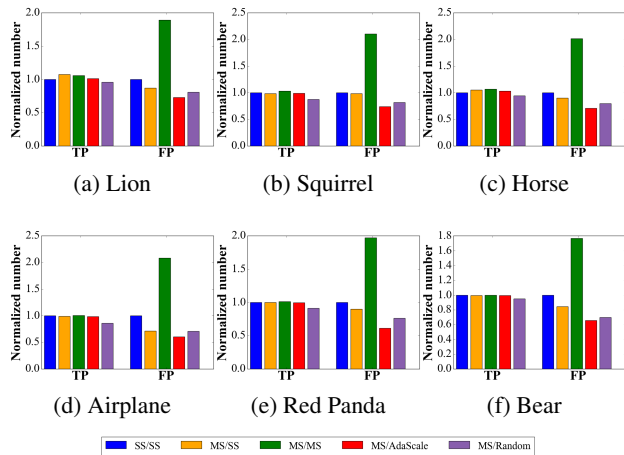 Normalized number
2.0
1.5
1.0
0.5
0.0
TP
FP
(a) Lion
Normalized number
2.5
2.0
1.5
1.0
0.5
0.0
TP
FP
(b) Squirrel
Normalized number
2.5
2.0
1.5
1.0
0.5
0.0
TP
FP
(c) Horse
Normalized number
2.5
2.0
1.5
1.0
0.5
0.0
TP
FP
(d) Airplane
Normalized number
2.0
1.5
1.0
0.5
0.0
TP
FP
(e) Red Panda
Normalized number
1.8
1.6
1.4
1.2
1.0
0.8
0.6
0.4
0.2
0.0
TP
FP
(f) Bear
SS/SS MS/SS MS/MS MS/AdaScale MS/Random